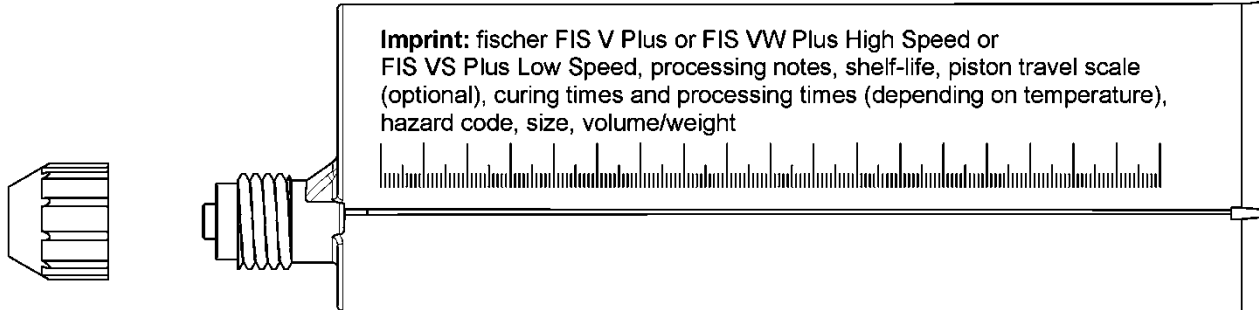 Imprint: fischer FIS V Plus or FIS VW Plus High Speed or
FIS VS Plus Low Speed, processing notes, shelf-life, piston travel scale
(optional), curing times and processing times (depending on temperature),
hazard code, size, volume/weight